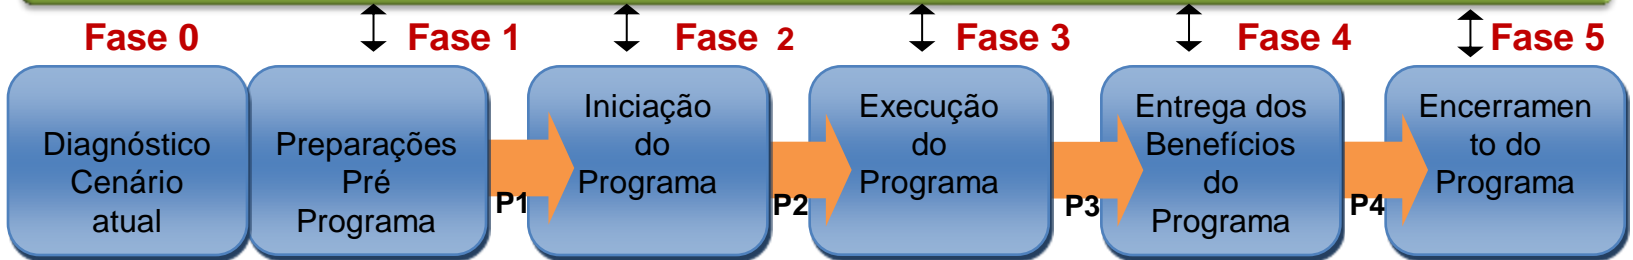 Fase 0
Fase 1
Fase 2
Fase 3
Fase 4
Fase 5
Diagnóstico
Cenário
atual
Preparações
Pré
Programa
P1
Iniciação
do
Programa
P2
Execução
do
Programa
P3
Entrega dos
Benefícios
do
Programa
P4
Encerramen
to do
Programa